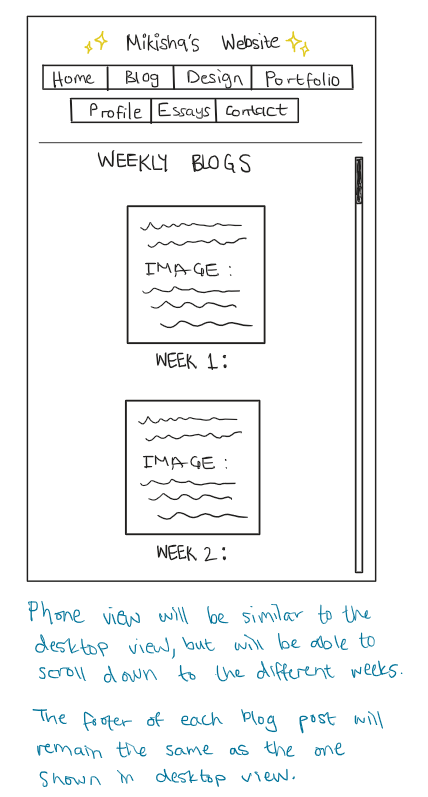 Mikisha's Website
Home Blog Design Portfolio
Profile Essays Contact
WEEKLY BLOGS
IMAGE :
WEEK 1:
IMAGE :
WEEK 2:
Phone view will be similar to the
desktop view, but will be able to
scroll down to the different weeks.
The footer of each blog post will
remain the same as the one
shown in desktop view.